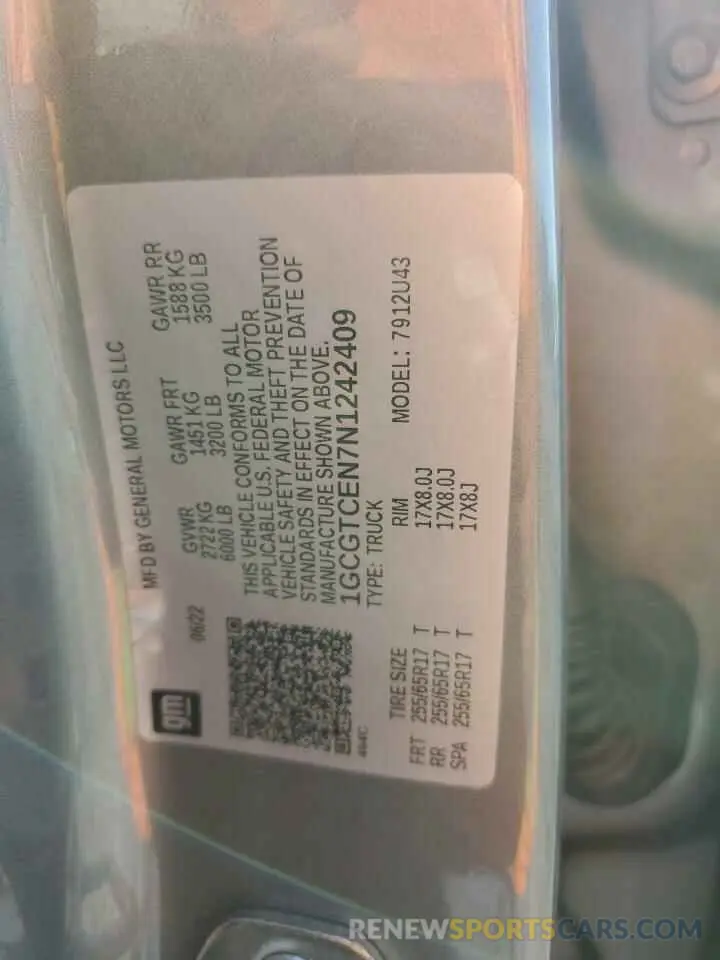 MFD BY GENERAL MOTORS LLC
gm
06/22
GVWR
2722 KG
6000 LB
GAWR FRT
1451 KG
3200 LB
GAWR RR
1588 KG
3500 LB
THIS VEHICLE CONFORMS TO ALL
APPLICABLE U.S. FEDERAL MOTOR
VEHICLE SAFETY AND THEFT PREVENTION
STANDARDS IN EFFECT ON THE DATE OF
MANUFACTURE SHOWN ABOVE.
1GCGTCEN7N1242409
TYPE: TRUCK
MODEL: 7912U43
TIRE SIZE RIM
FRT 255/65R17 T 17X8.0J
RR 255/65R17 T 17X8.0J
SPA 255/65R17 T 17X8J
RENEWSPORTSCARS.COM